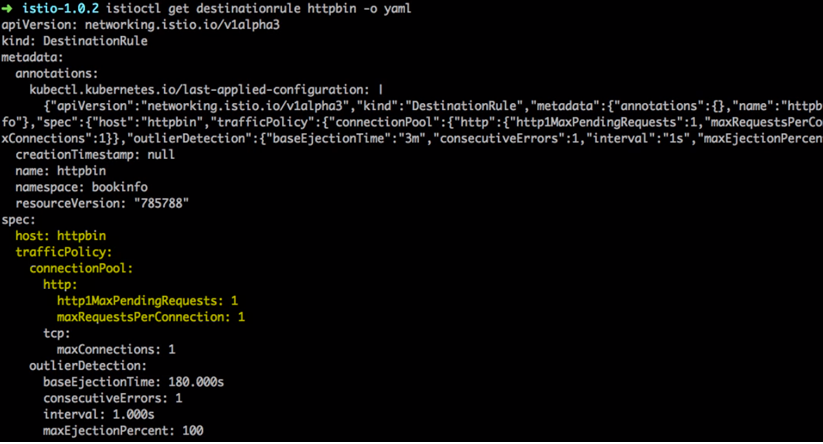 ➜ istio-1.0.2 istioctl get destinationrule httpbin -o yaml
apiVersion: networking.istio.io/v1alpha3
kind: DestinationRule
metadata:
  annotations:
    kubectl.kubernetes.io/last-applied-configuration: |
      {"apiVersion":"networking.istio.io/v1alpha3","kind":"DestinationRule","metadata":{"annotations":{},"name":"httpb
fo"},"spec":{"host":"httpbin","trafficPolicy":{"connectionPool":{"http":{"http1MaxPendingRequests":1,"maxRequestsPerCo
xConnections":1}},"outlierDetection":{"baseEjectionTime":"3m","consecutiveErrors":1,"interval":"1s","maxEjectionPercen
  creationTimestamp: null
  name: httpbin
  namespace: bookinfo
  resourceVersion: "785788"
spec:
  host: httpbin
  trafficPolicy:
    connectionPool:
      http:
        http1MaxPendingRequests: 1
        maxRequestsPerConnection: 1
      tcp:
        maxConnections: 1
    outlierDetection:
      baseEjectionTime: 180.000s
      consecutiveErrors: 1
      interval: 1.000s
      maxEjectionPercent: 100